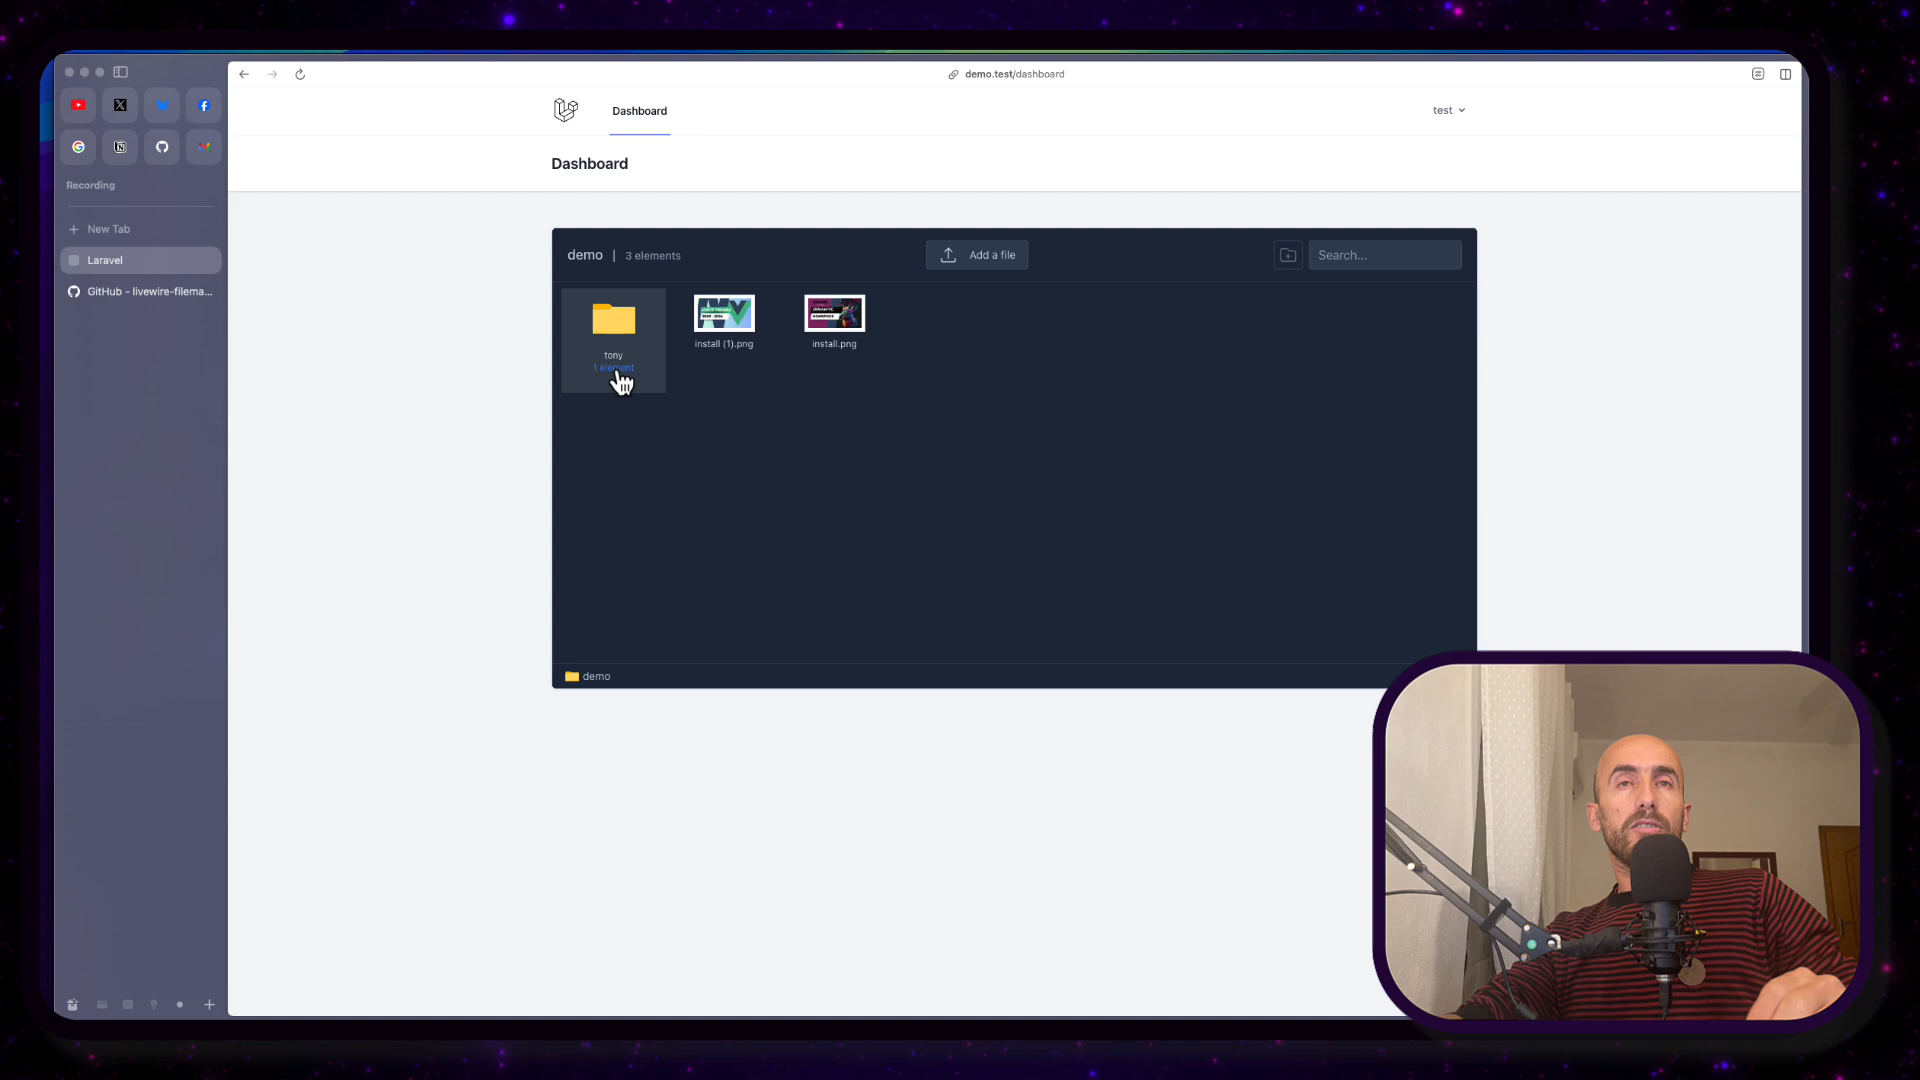 demo.test/dashboard
Dashboard
test
Recording
Dashboard
New Tab
Laravel
GitHub - livewire-filema...
demo | 3 elements
Add a file
Search...
tony
1 element
install (1).png
install.png
demo